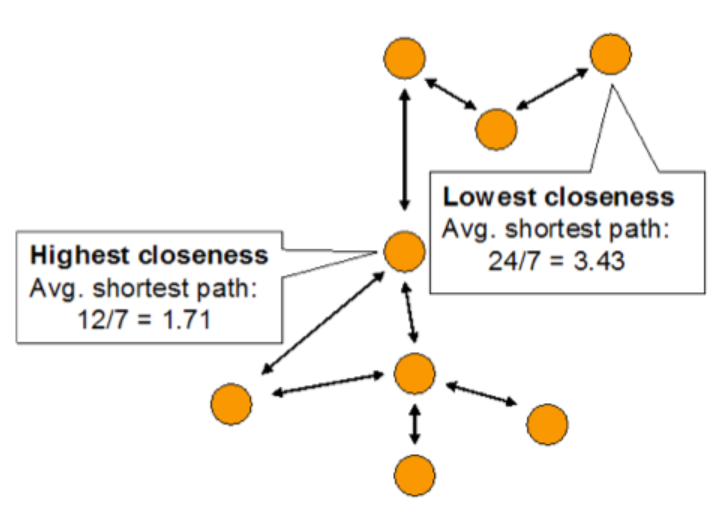 Lowest closeness
Avg. shortest path:
24/7 = 3.43
Highest closeness
Avg. shortest path:
12/7 = 1.71